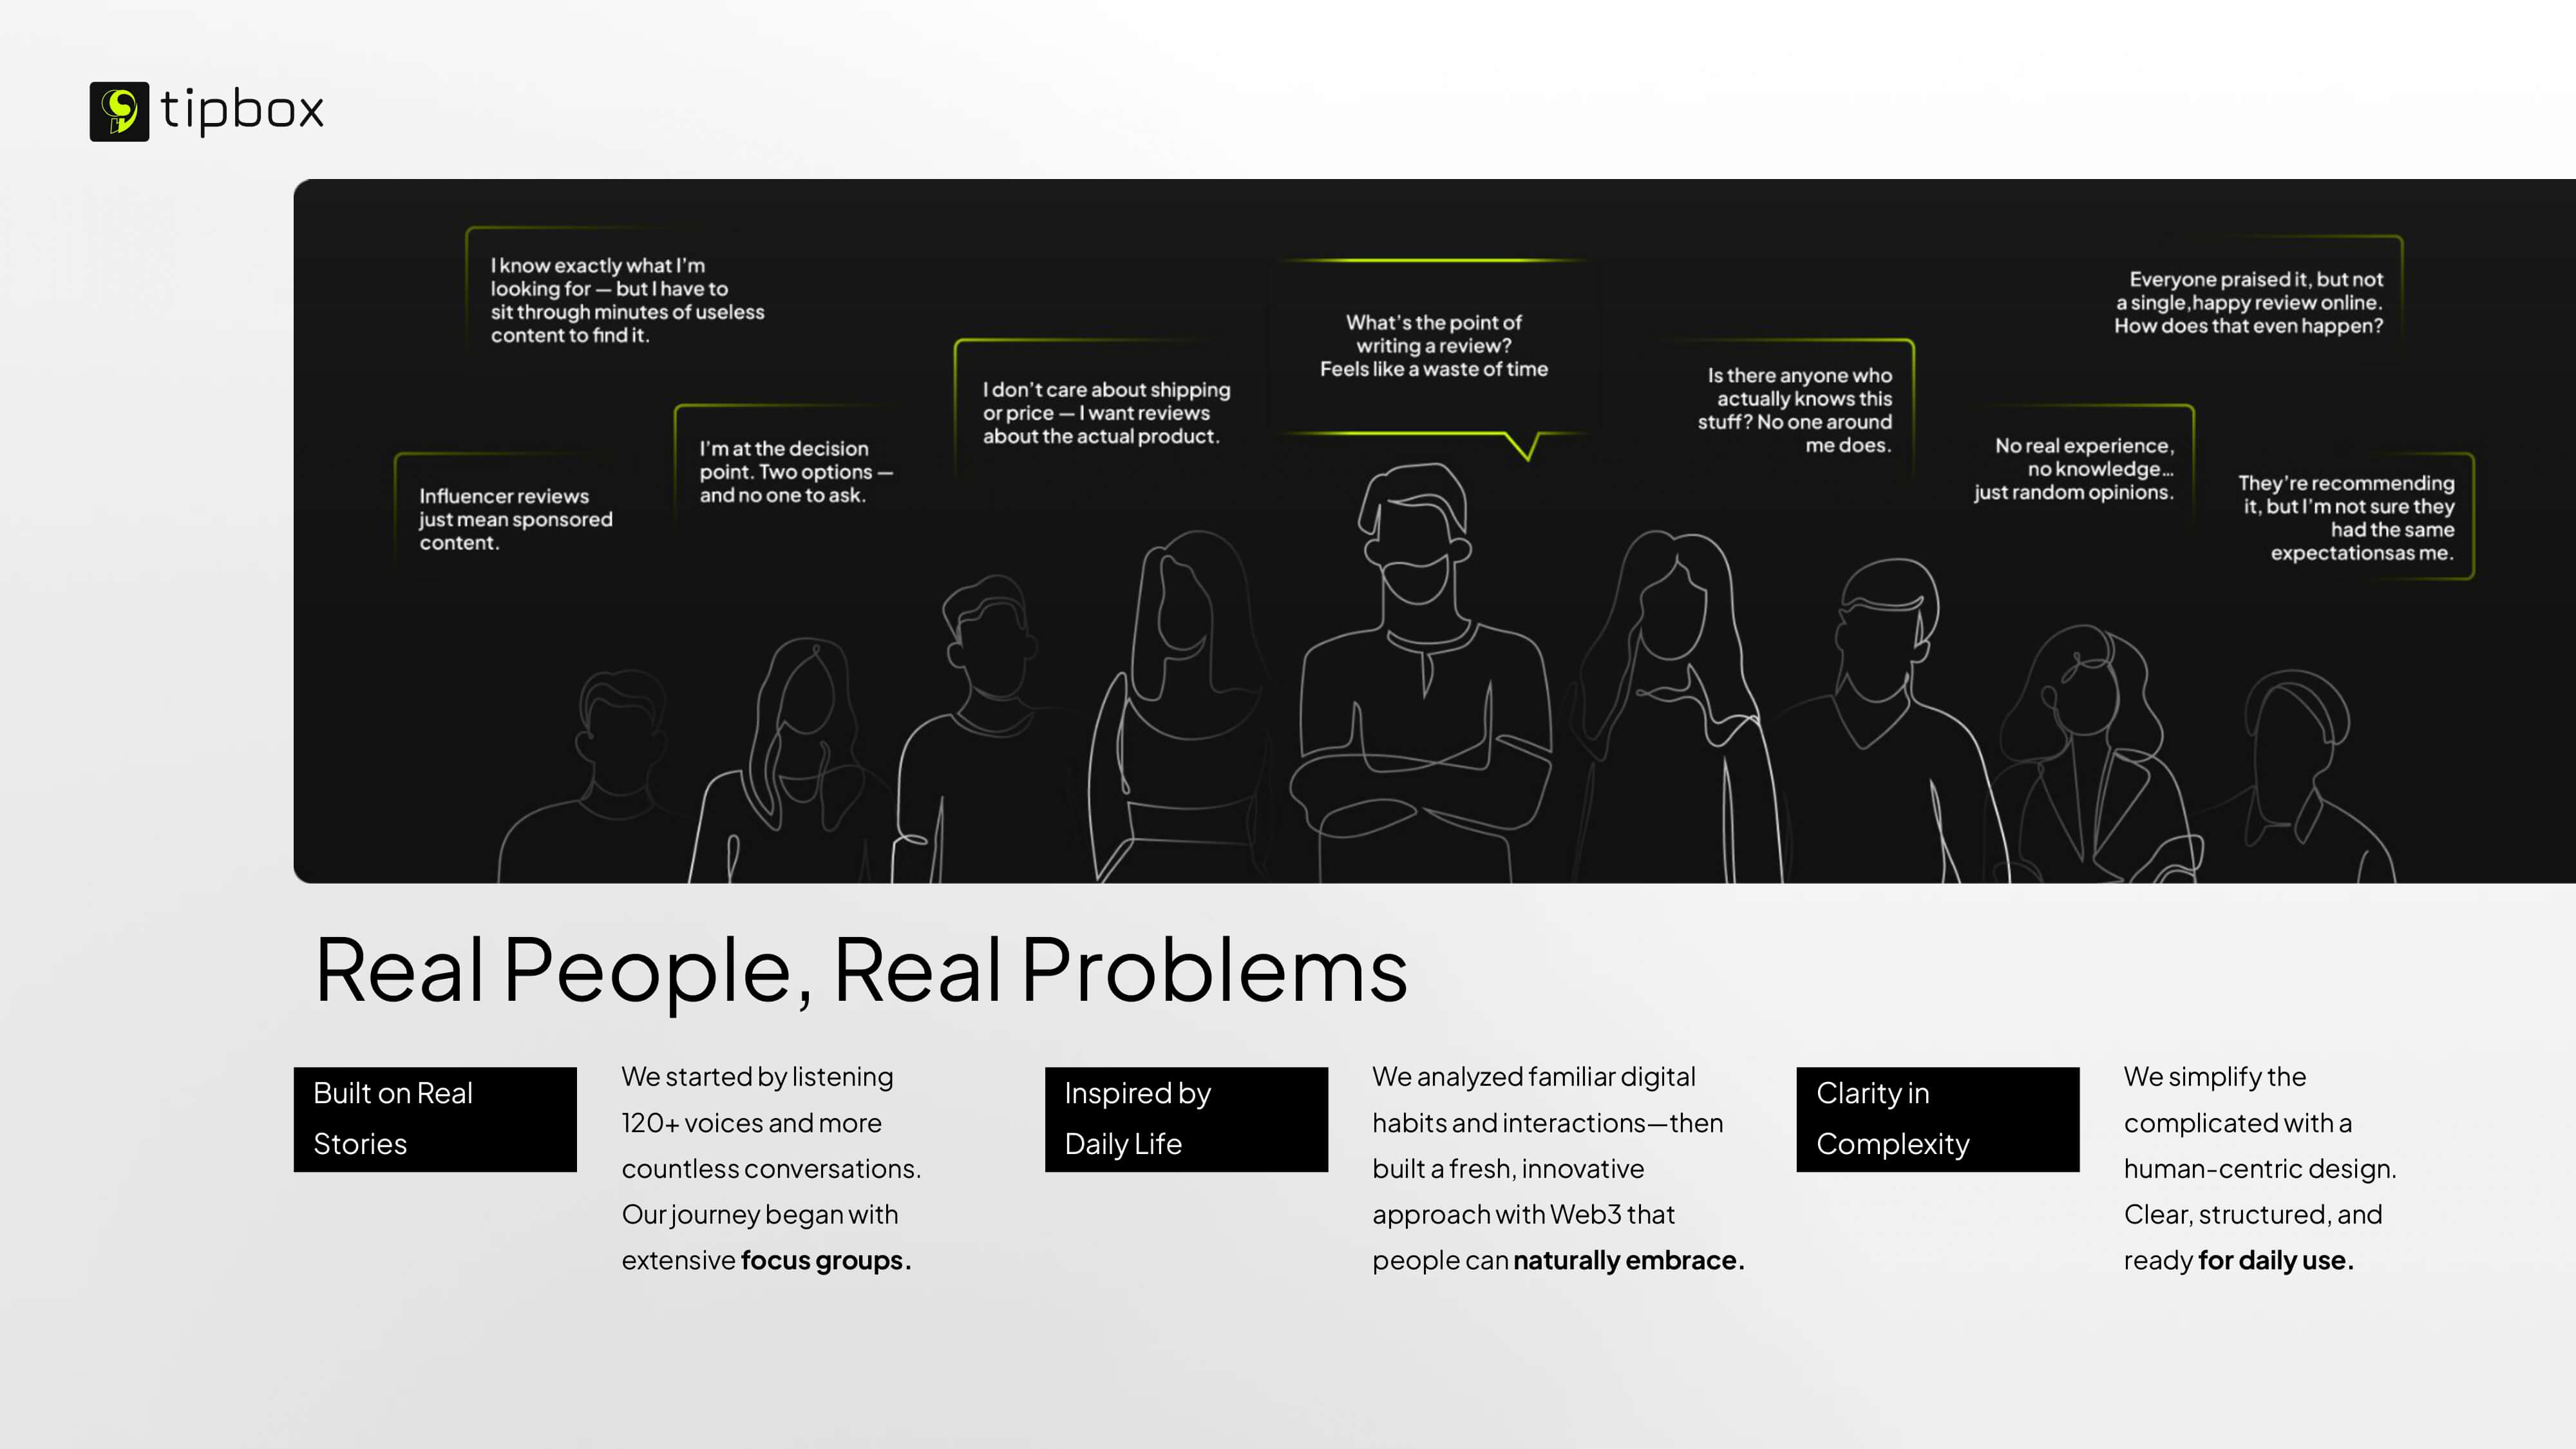 tipbox
I know exactly what I'm
looking for — but I have to
sit through minutes of useless
content to find it.
Influencer reviews
just mean sponsored
content.
I'm at the decision
point. Two options —
and no one to ask.
I don't care about shipping
or price — I want reviews
about the actual product.
What's the point of
writing a review?
Feels like a waste of time
Is there anyone who
actually knows this
stuff? No one around
me does.
No real experience,
no knowledge...
just random opinions.
Everyone praised it, but not
a single,happy review online.
How does that even happen?
They're recommending
it, but I'm not sure they
had the same
expectationsas me.
Real People, Real Problems
Built on Real
Stories
We started by listening
120+ voices and more
countless conversations.
Our journey began with
extensive focus groups.
Inspired by
Daily Life
We analyzed familiar digital
habits and interactions—then
built a fresh, innovative
approach with Web3 that
people can naturally embrace.
Clarity in
Complexity
We simplify the
complicated with a
human-centric design.
Clear, structured, and
ready for daily use.